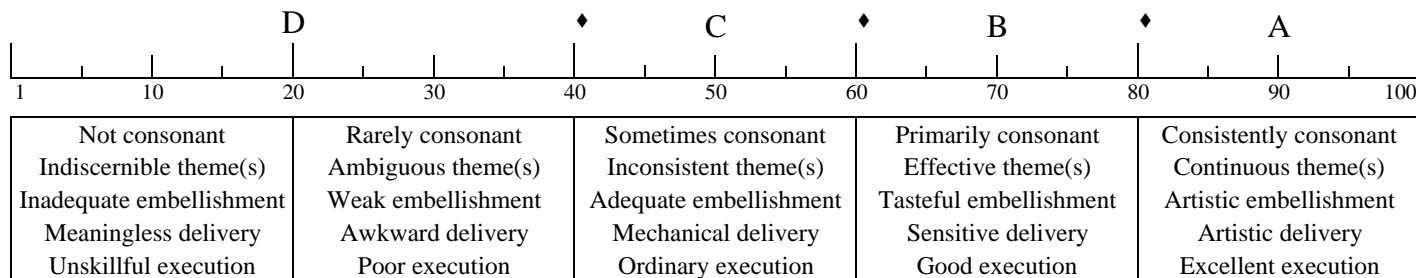 D ♦ C ♦ B ♦ A
1 10 20 30 40 50 60 70 80 90 100
Not consonant Rarely consonant Sometimes consonant Primarily consonant Consistently consonant
Indiscernible theme(s) Ambiguous theme(s) Inconsistent theme(s) Effective theme(s) Continuous theme(s)
Inadequate embellishment Weak embellishment Adequate embellishment Tasteful embellishment Artistic embellishment
Meaningless delivery Awkward delivery Mechanical delivery Sensitive delivery Artistic delivery
Unskillful execution Poor execution Ordinary execution Good execution Excellent execution